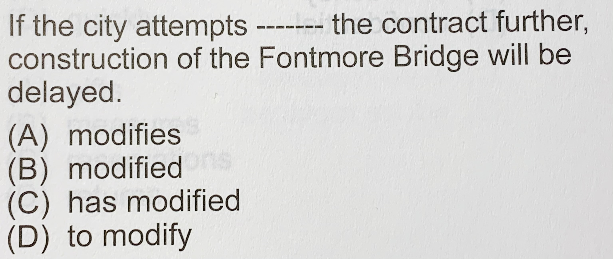 If the city attempts ------- the contract further,
construction of the Fontmore Bridge will be
delayed.
(A) modifies
(B) modified
(C) has modified
(D) to modify